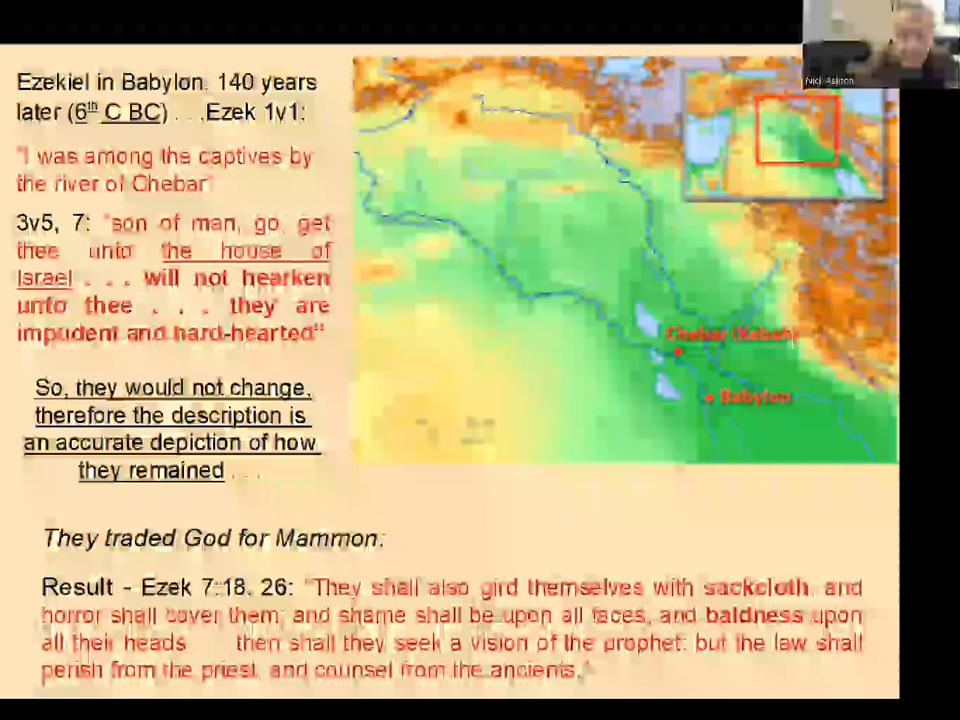 Ezekiel in Babylon, 140 years
later (6th C BC) . . .Ezek 1v1:
"I was among the captives by
the river of Chebar"
3v5, 7: "son of man, go, get
thee unto the house of
Israel . . . will not hearken
unto thee . . . they are
impudent and hard-hearted"
So, they would not change,
therefore the description is
an accurate depiction of how
they remained . . .
They traded God for Mammon:
Result - Ezek 7:18, 26: "They shall also gird themselves with sackcloth, and
horror shall cover them; and shame shall be upon all faces, and baldness upon
all their heads then shall they seek a vision of the prophet; but the law shall
perish from the priest, and counsel from the ancients."
Chebar (Kebah)
Babylon
Nick Ashton